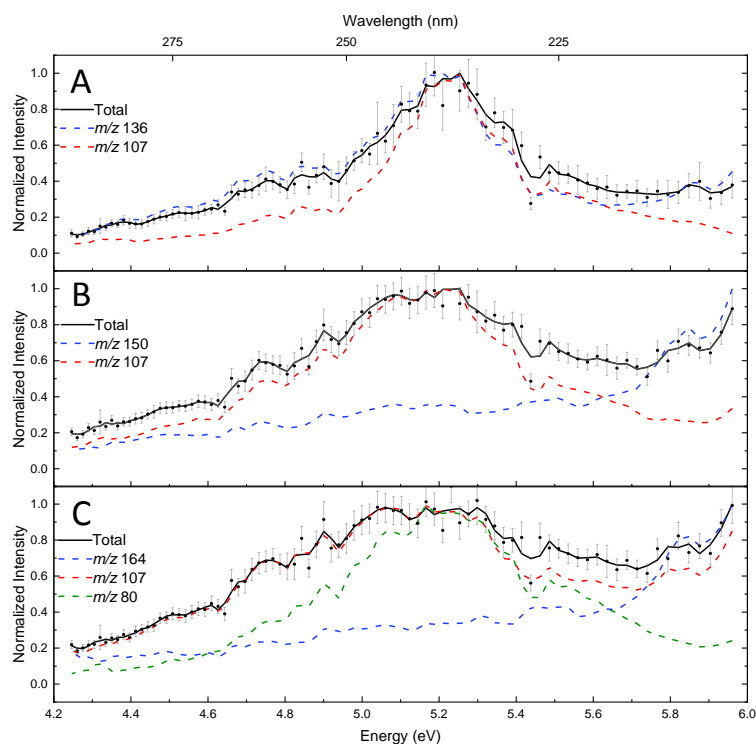 Wavelength (nm)
275 250 225
A
Total
m/z 136
m/z 107
Normalized Intensity
1.0
0.8
0.6
0.4
0.2
0.0
B
Total
m/z 150
m/z 107
Normalized Intensity
1.0
0.8
0.6
0.4
0.2
0.0
C
Total
m/z 164
m/z 107
m/z 80
Normalized Intensity
1.0
0.8
0.6
0.4
0.2
0.0
4.2 4.4 4.6 4.8 5.0 5.2 5.4 5.6 5.8 6.0
Energy (eV)